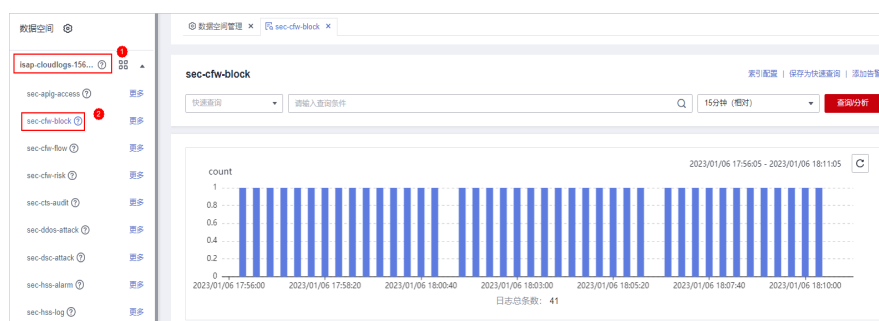 数据空间
isap-cloudlogs-156...
1
sec-apig-access
更多
sec-cfw-block
2
更多
sec-cfw-flow
更多
sec-cfw-risk
更多
sec-cts-audit
更多
sec-ddos-attack
更多
sec-dsc-attack
更多
sec-hss-alarm
更多
sec-hss-log
更多
数据空间管理 ×
sec-cfw-block ×
sec-cfw-block
索引配置 | 保存为快速查询 | 添加告警
快速查询
请输入查询条件
15分钟 (相对)
查询/分析
2023/01/06 17:56:05 - 2023/01/06 18:11:05
count
1
0.8
0.6
0.4
0.2
0
2023/01/06 17:56:00 2023/01/06 17:58:20 2023/01/06 18:00:40 2023/01/06 18:03:00 2023/01/06 18:05:20 2023/01/06 18:07:40 2023/01/06 18:10:00
日志总条数: 41